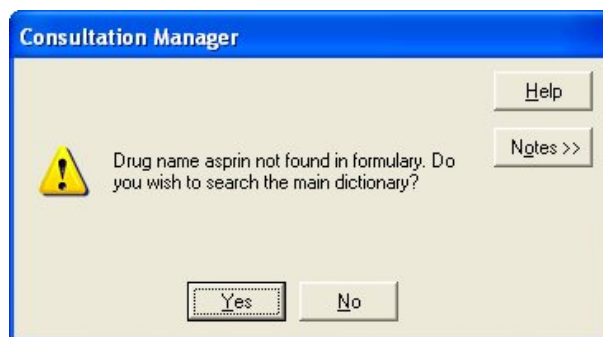 Consultation Manager
Help
Drug name asprin not found in formulary. Do
you wish to search the main dictionary?
Notes >>
Yes
No